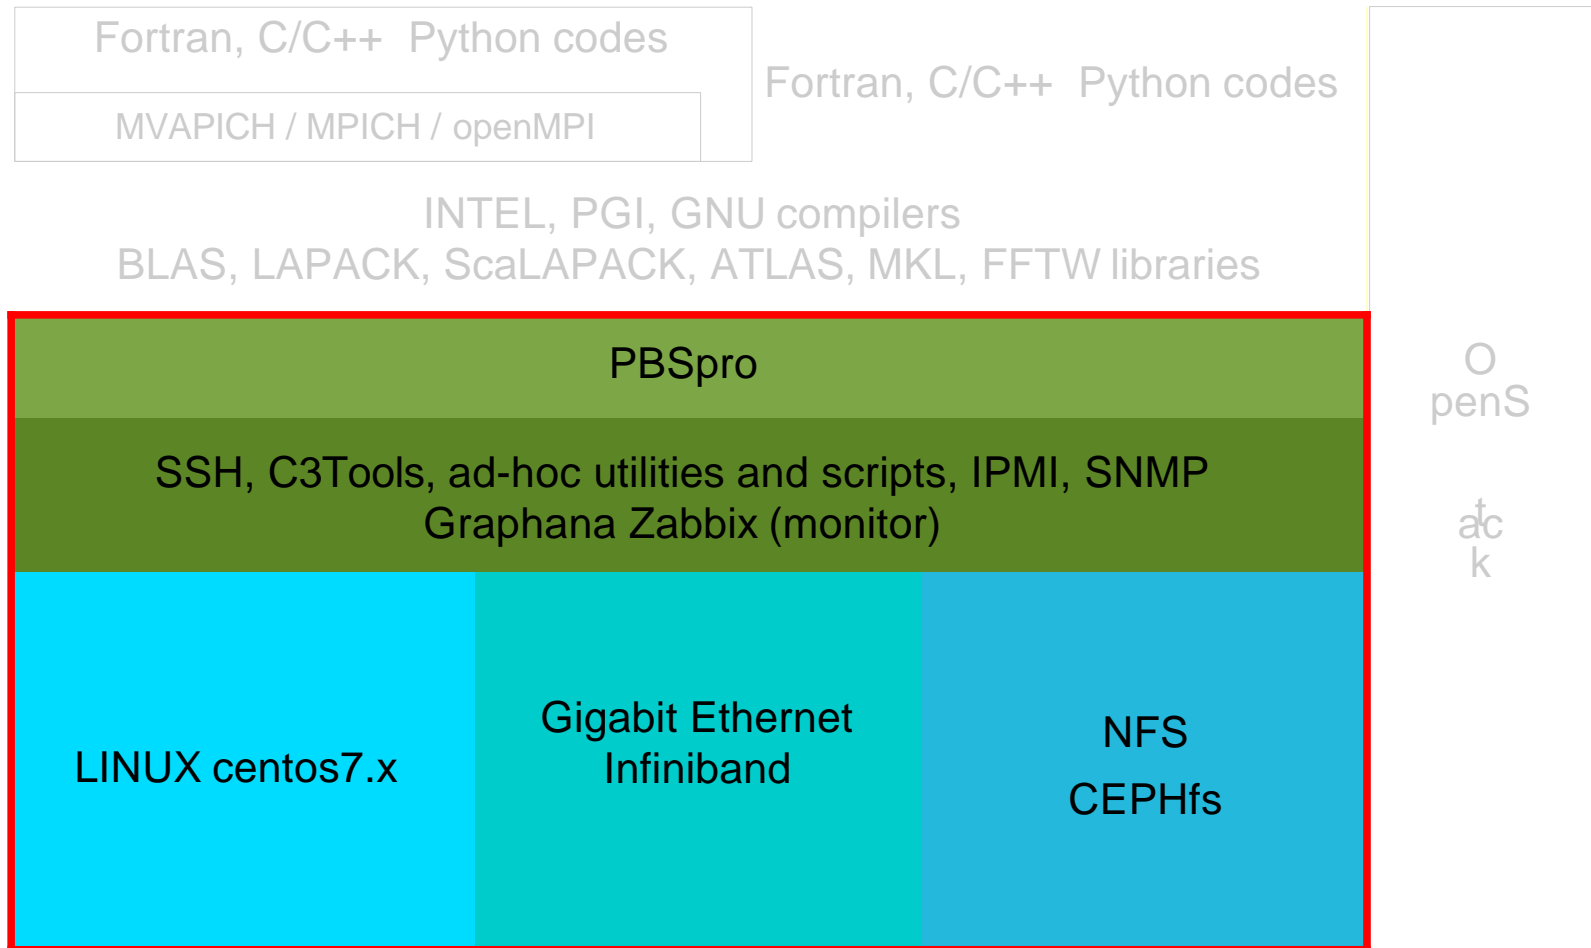 Fortran, C/C++ Python codes
Fortran, C/C++ Python codes
MVAPICH / MPICH / openMPI
INTEL, PGI, GNU compilers
BLAS, LAPACK, ScaLAPACK, ATLAS, MKL, FFTW libraries
PBSpro
SSH, C3Tools, ad-hoc utilities and scripts, IPMI, SNMP
Graphana Zabbix (monitor)
LINUX centos7.x
Gigabit Ethernet
Infiniband
NFS
CEPHfs
O
penS
t
ac
k